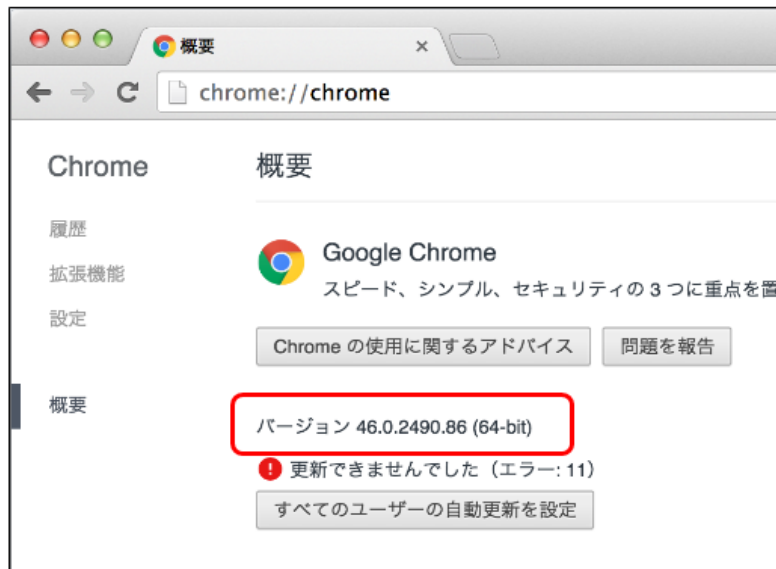 概要
chrome://chrome
Chrome
概要
履歴
拡張機能
設定
概要
Google Chrome
スピード、シンプル、セキュリティの 3 つに重点を置
Chrome の使用に関するアドバイス
問題を報告
バージョン 46.0.2490.86 (64-bit)
更新できませんでした（エラー: 11）
すべてのユーザーの自動更新を設定